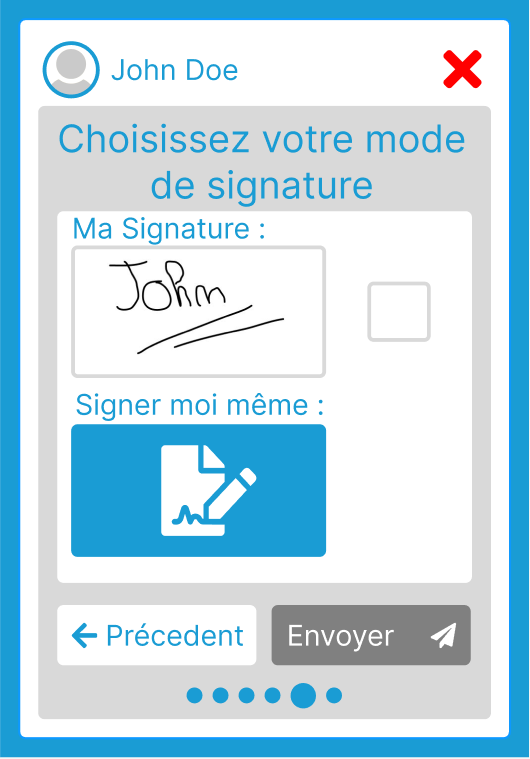 John Doe
Choisissez votre mode
de signature
Ma Signature :
John
Signer moi même :
Précedent
Envoyer